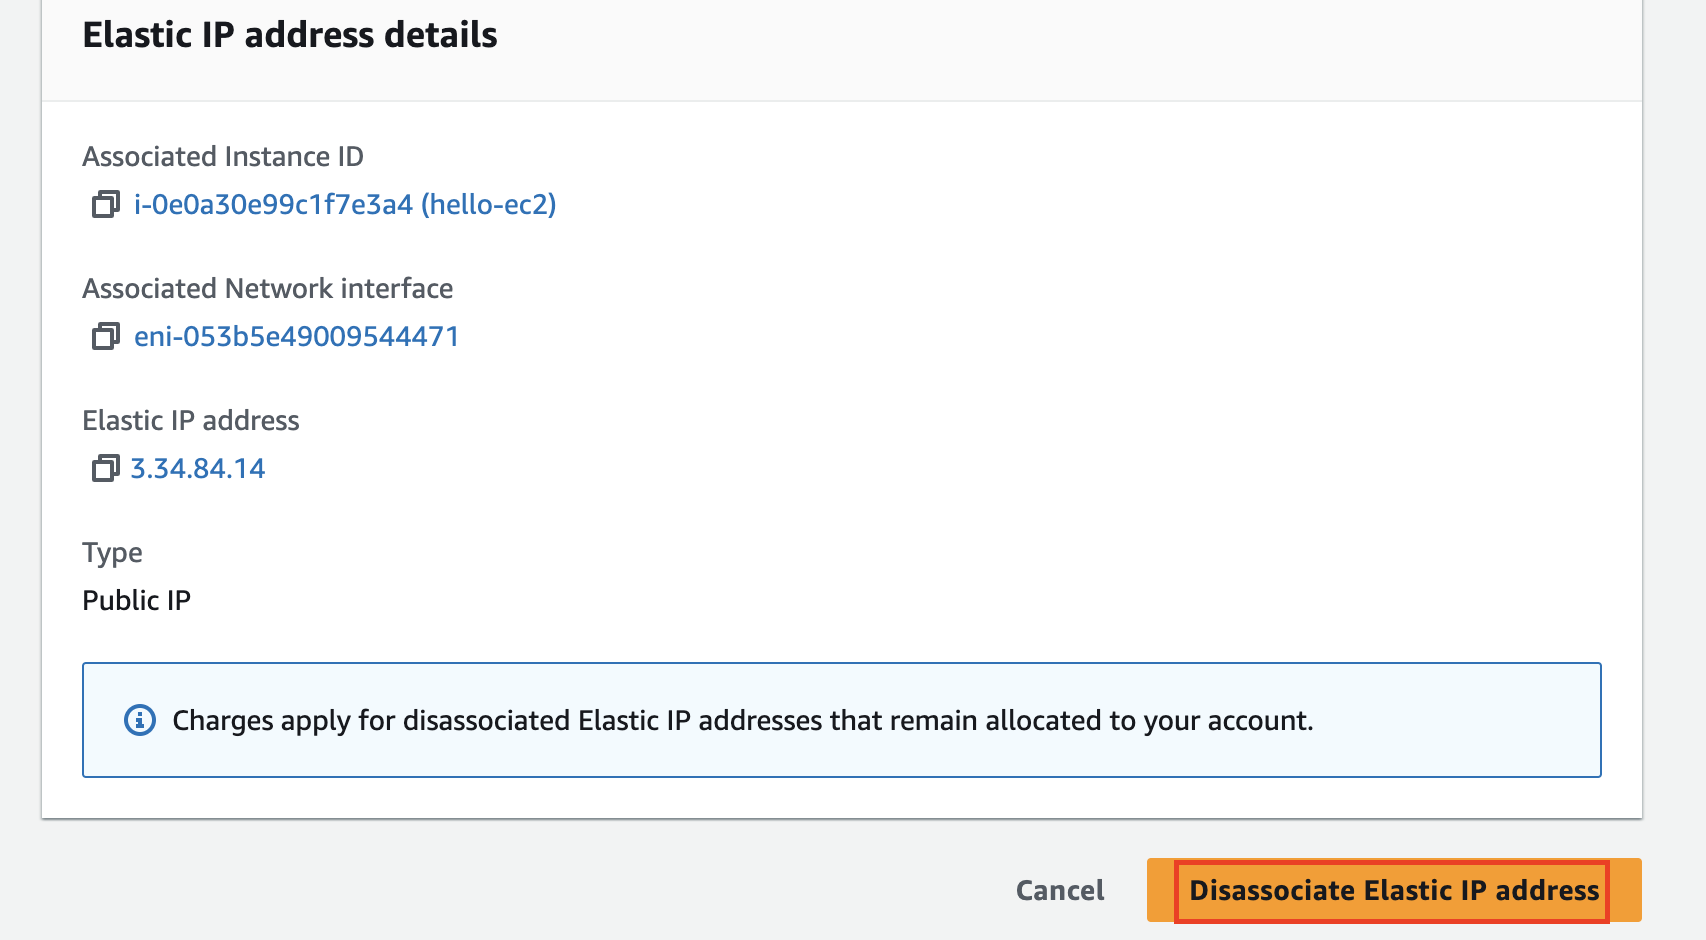 Elastic IP address details
Associated Instance ID
i-0e0a30e99c1f7e3a4 (hello-ec2)
Associated Network interface
eni-053b5e49009544471
Elastic IP address
3.34.84.14
Type
Public IP
Charges apply for disassociated Elastic IP addresses that remain allocated to your account.
Cancel
Disassociate Elastic IP address